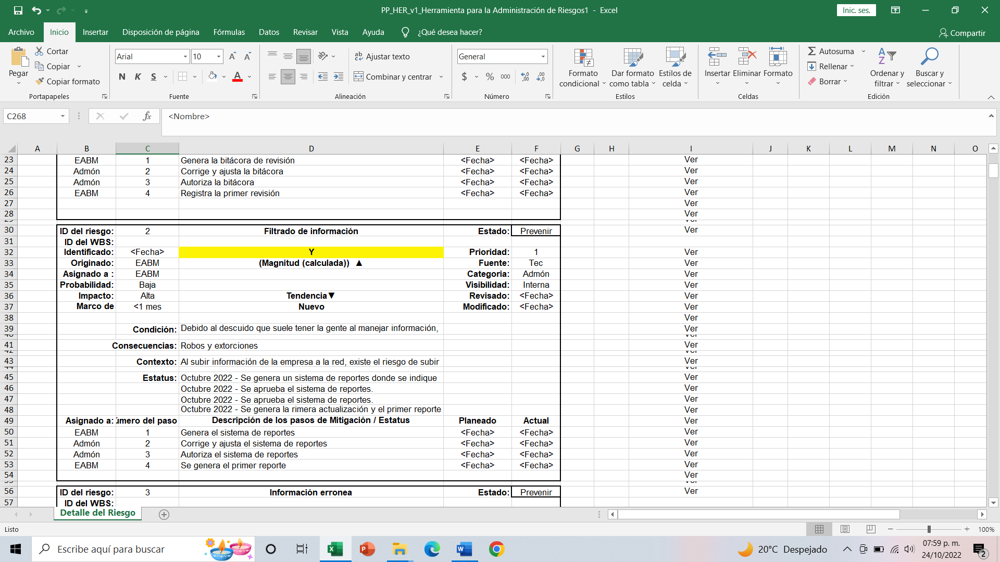 PP_HER_v1_Herramienta para la Administración de Riesgos1 - Excel
Inic. ses.
Archivo Inicio Insertar Disposición de página Fórmulas Datos Revisar Vista Ayuda ¿Qué desea hacer? Compartir
Pegar
Cortar
Copiar
Copiar formato
Portapapeles
Arial 10
N K S
Fuente
Ajustar texto
Combinar y centrar
Alineación
General
$ % 000
Número
Formato condicional
Dar formato como tabla
Estilos de celda
Estilos
Insertar Eliminar Formato
Celdas
Autosuma
Rellenar
Borrar
Ordenar y filtrar
Buscar y seleccionar
Edición
C268 fx <Nombre>
A B C D E F G H I J K L M N O
23 EABM 1 Genera la bitácora de revisión <Fecha> <Fecha> Ver
24 Admón 2 Corrige y ajusta la bitácora <Fecha> <Fecha> Ver
25 Admón 3 Autoriza la bitácora <Fecha> <Fecha> Ver
26 EABM 4 Registra la primer revisión <Fecha> <Fecha> Ver
27 Ver
28 Ver
30 ID del riesgo: 2 Filtrado de información Estado: Prevenir Ver
31 ID del WBS:
32 Identificado: <Fecha> Y Prioridad: 1 Ver
33 Originado: EABM (Magnitud (calculada)) ▲ Fuente: Tec Ver
34 Asignado a : EABM Categoria: Admón Ver
35 Probabilidad: Baja Visibilidad: Interna Ver
36 Impacto: Alta Tendencia▼ Revisado: <Fecha> Ver
37 Marco de <1 mes Nuevo Modificado: <Fecha> Ver
38 Ver
39 Condición: Debido al descuido que suele tener la gente al manejar información, Ver
41 Consecuencias: Robos y extorciones Ver
43 Contexto: Al subir información de la empresa a la red, existe el riesgo de subir Ver
45 Estatus: Octubre 2022 - Se genera un sistema de reportes donde se indique Ver
46 Octubre 2022 - Se aprueba el sistema de reportes. Ver
47 Octubre 2022 - Se aprueba el sistema de reportes. Ver
48 Octubre 2022 - Se genera la rimera actualización y el primer reporte Ver
49 Asignado a: úmero del paso Descripción de los pasos de Mitigación / Estatus Planeado Actual Ver
50 EABM 1 Genera el sistema de reportes <Fecha> <Fecha> Ver
51 Admón 2 Corrige y ajusta el sistema de reportes <Fecha> <Fecha> Ver
52 Admón 3 Autoriza el sistema de reportes <Fecha> <Fecha> Ver
53 EABM 4 Se genera el primer reporte <Fecha> <Fecha> Ver
54 Ver
56 ID del riesgo: 3 Información erronea Estado: Prevenir Ver
57 ID del WBS:
Detalle del Riesgo
Listo 100%
Escribe aquí para buscar
20°C Despejado
07:59 p. m.
24/10/2022
2